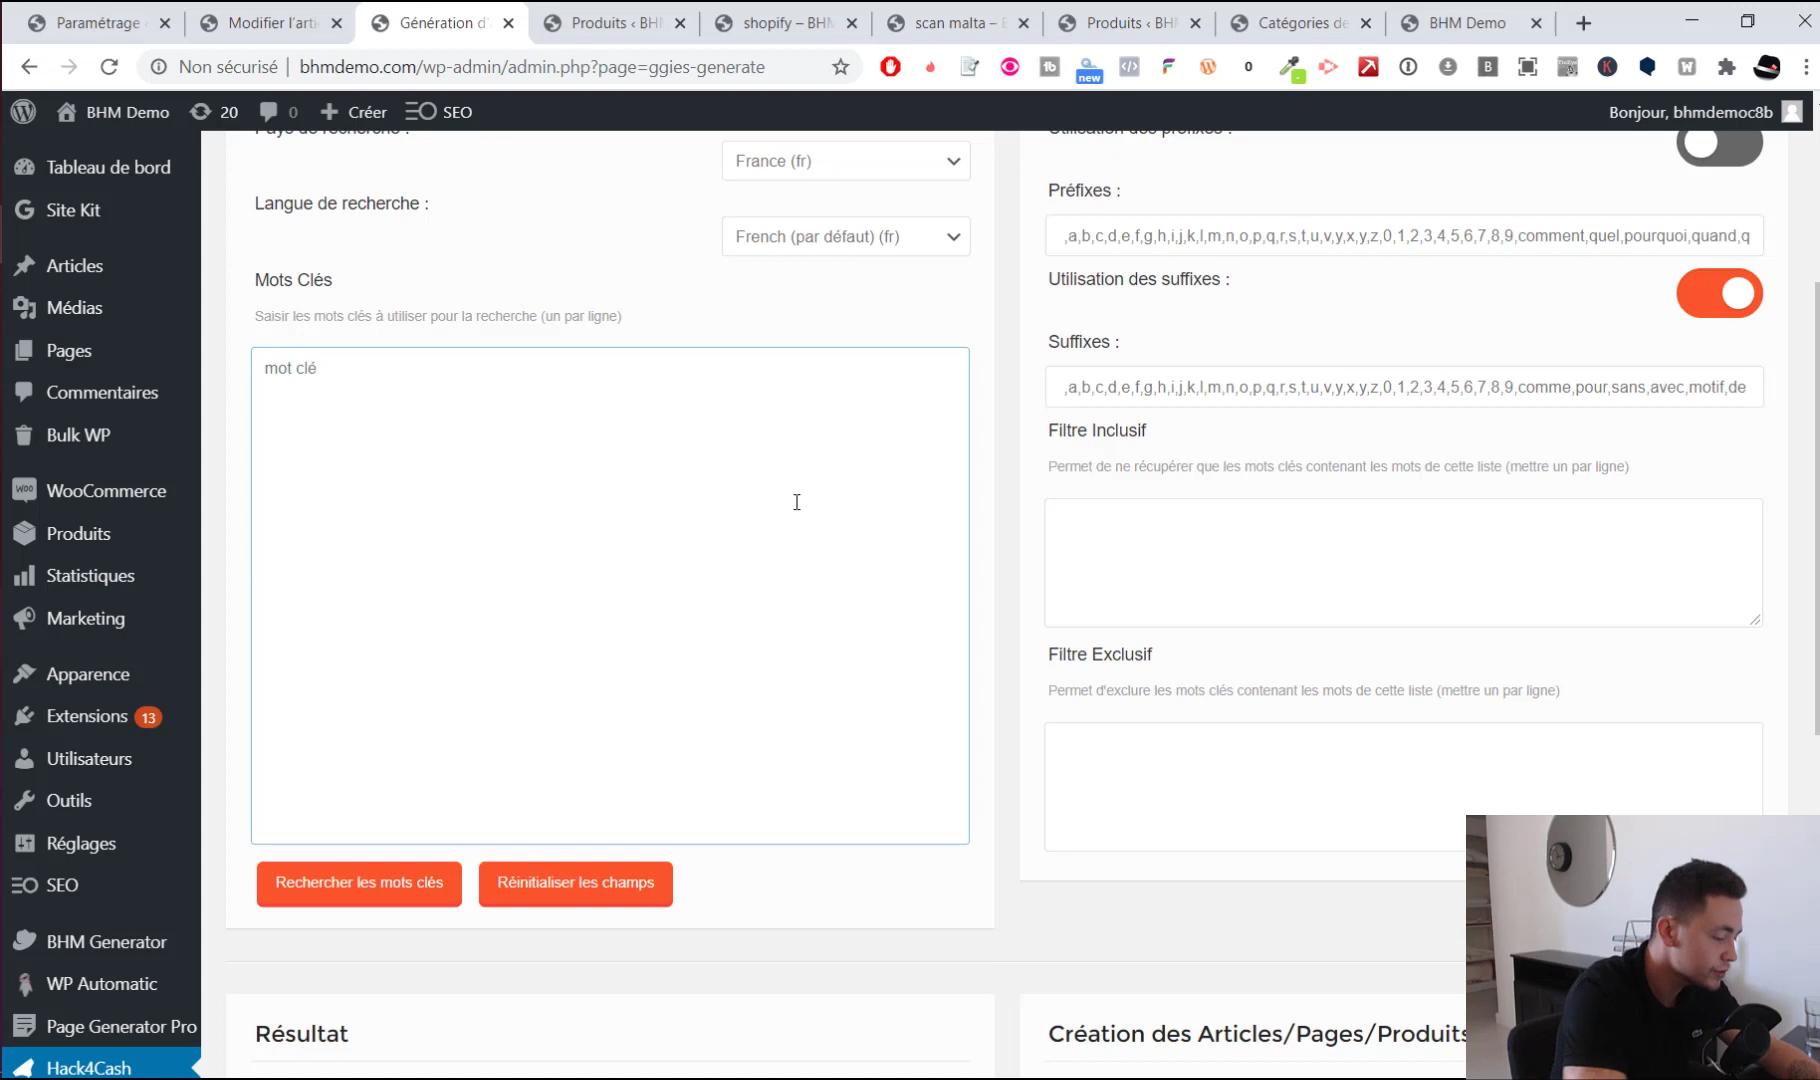 Paramétrage
Modifier l'arti
Génération d'
Produits ‹ BH
shopify – BHM
scan malta – B
Produits ‹ BH
Catégories de
BHM Demo
Non sécurisé
bhmdemo.com/wp-admin/admin.php?page=ggies-generate
new
BHM Demo
20
0
Créer
SEO
Bonjour, bhmdemoc8b
Tableau de bord
Site Kit
Articles
Médias
Pages
Commentaires
Bulk WP
WooCommerce
Produits
Statistiques
Marketing
Apparence
Extensions 13
Utilisateurs
Outils
Réglages
SEO
BHM Generator
WP Automatic
Page Generator Pro
Hack4Cash
Pays de recherche :
France (fr)
Langue de recherche :
French (par défaut) (fr)
Mots Clés
Saisir les mots clés à utiliser pour la recherche (un par ligne)
mot clé
Rechercher les mots clés
Réinitialiser les champs
Résultat
Utilisation des préfixes :
Préfixes :
,a,b,c,d,e,f,g,h,i,j,k,l,m,n,o,p,q,r,s,t,u,v,y,x,y,z,0,1,2,3,4,5,6,7,8,9,comment,quel,pourquoi,quand,q
Utilisation des suffixes :
Suffixes :
,a,b,c,d,e,f,g,h,i,j,k,l,m,n,o,p,q,r,s,t,u,v,y,x,y,z,0,1,2,3,4,5,6,7,8,9,comme,pour,sans,avec,motif,de
Filtre Inclusif
Permet de ne récupérer que les mots clés contenant les mots de cette liste (mettre un par ligne)
Filtre Exclusif
Permet d'exclure les mots clés contenant les mots de cette liste (mettre un par ligne)
Création des Articles/Pages/Produits